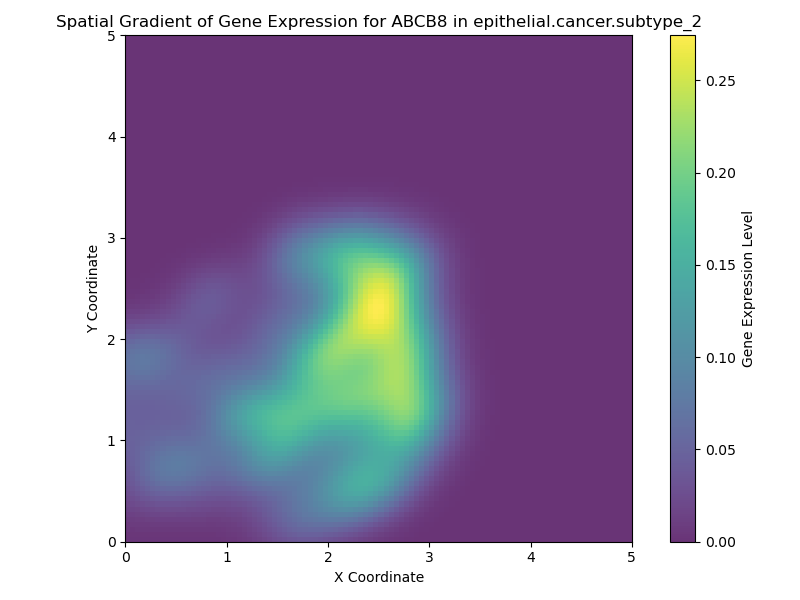 Spatial Gradient of Gene Expression for ABCB8 in epithelial.cancer.subtype_2
5
4
3
2
1
0
0 1 2 3 4 5
X Coordinate
Y Coordinate
0.25
0.20
0.15
0.10
0.05
0.00
Gene Expression Level